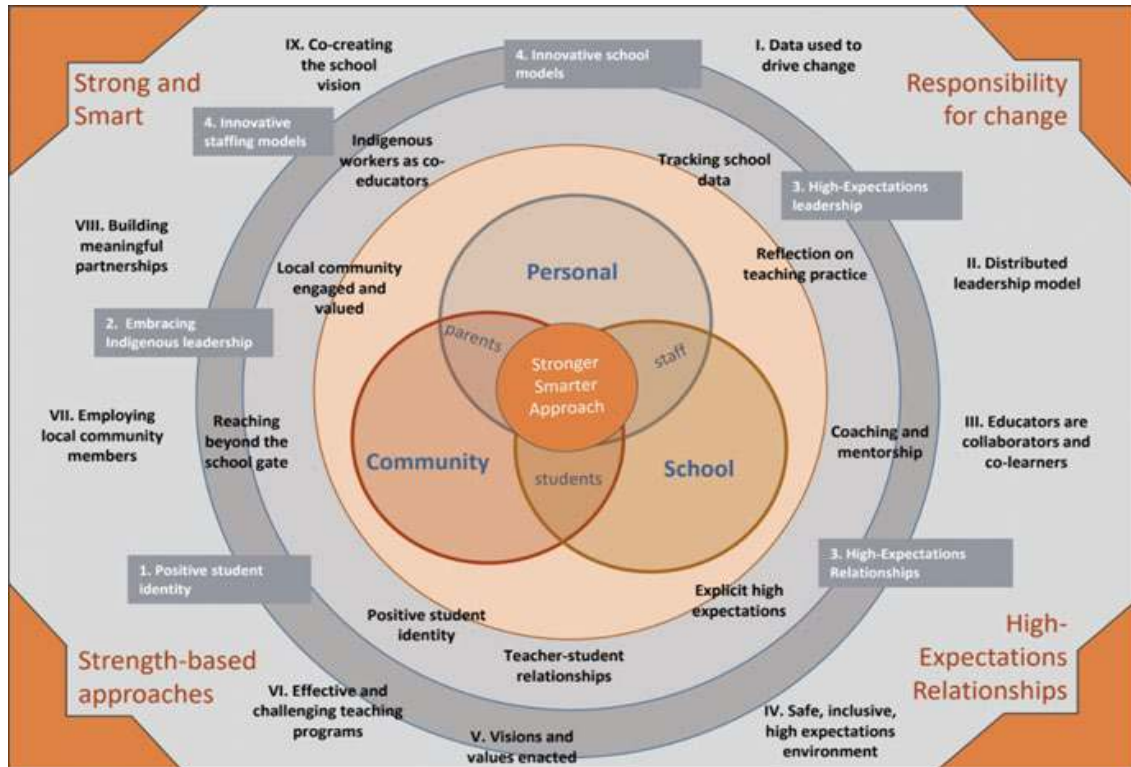 IX. Co-creating
the school
vision
4. Innovative school
models
I. Data used to
drive change
Strong and
Smart
Responsibility
for change
4. Innovative
staffing models
Indigenous
workers as co-
educators
Tracking school
data
3. High-Expectations
leadership
VIII. Building
meaningful
partnerships
Local community
engaged and
valued
Personal
Reflection on
teaching practice
II. Distributed
leadership model
2. Embracing
Indigenous leadership
parents
Stronger
Smarter
Approach
staff
VII. Employing
local community
members
Reaching
beyond the
school gate
Community
students
School
Coaching and
mentorship
III. Educators are
collaborators and
co-learners
1. Positive student
identity
3. High-Expectations
Relationships
Positive student
identity
Explicit high
expectations
Teacher-student
relationships
Strength-based
approaches
High-
Expectations
Relationships
VI. Effective and
challenging teaching
programs
V. Visions and
values enacted
IV. Safe, inclusive,
high expectations
environment